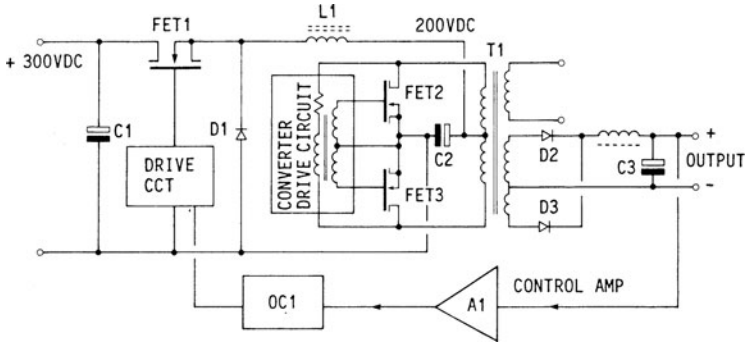 FET1
L1
200VDC
T1
+ 300VDC
FET2
C1
D1
CONVERTER
DRIVE CIRCUIT
C2
D2
+
OUTPUT
-
C3
DRIVE
CCT
FET3
D3
CONTROL AMP
OC1
A1